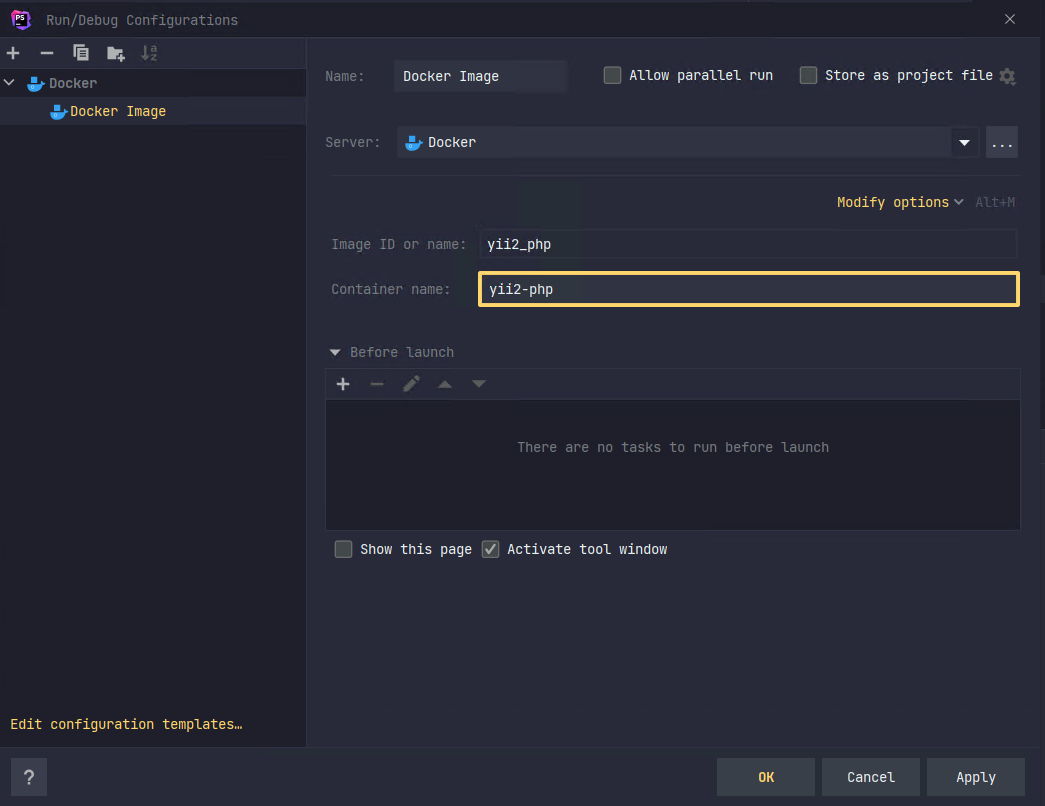 PS
Run/Debug Configurations
Docker
Docker Image
Edit configuration templates…
Name: Docker Image Allow parallel run Store as project file
Server: Docker ...
Modify options Alt+M
Image ID or name: yii2_php
Container name: yii2-php
Before launch
There are no tasks to run before launch
Show this page Activate tool window
? OK Cancel Apply